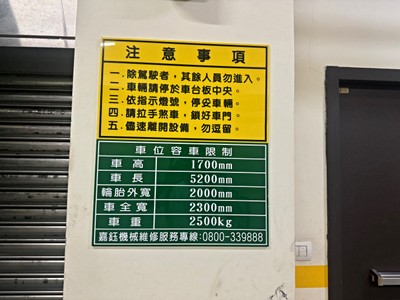 注意事項
一.除駕駛者，其餘人員勿進入。
二.車輛請停於車台板中央。
三.依指示燈號，停妥車輛。
四.請拉手煞車，鎖好車門。
五.儘速離開設備，勿逗留。
車位容車限制
車高 1700mm
車長 5200mm
輪胎外寬 2000mm
車全寬 2300mm
車重 2500kg
嘉鈺機械維修服務專線:0800-339888